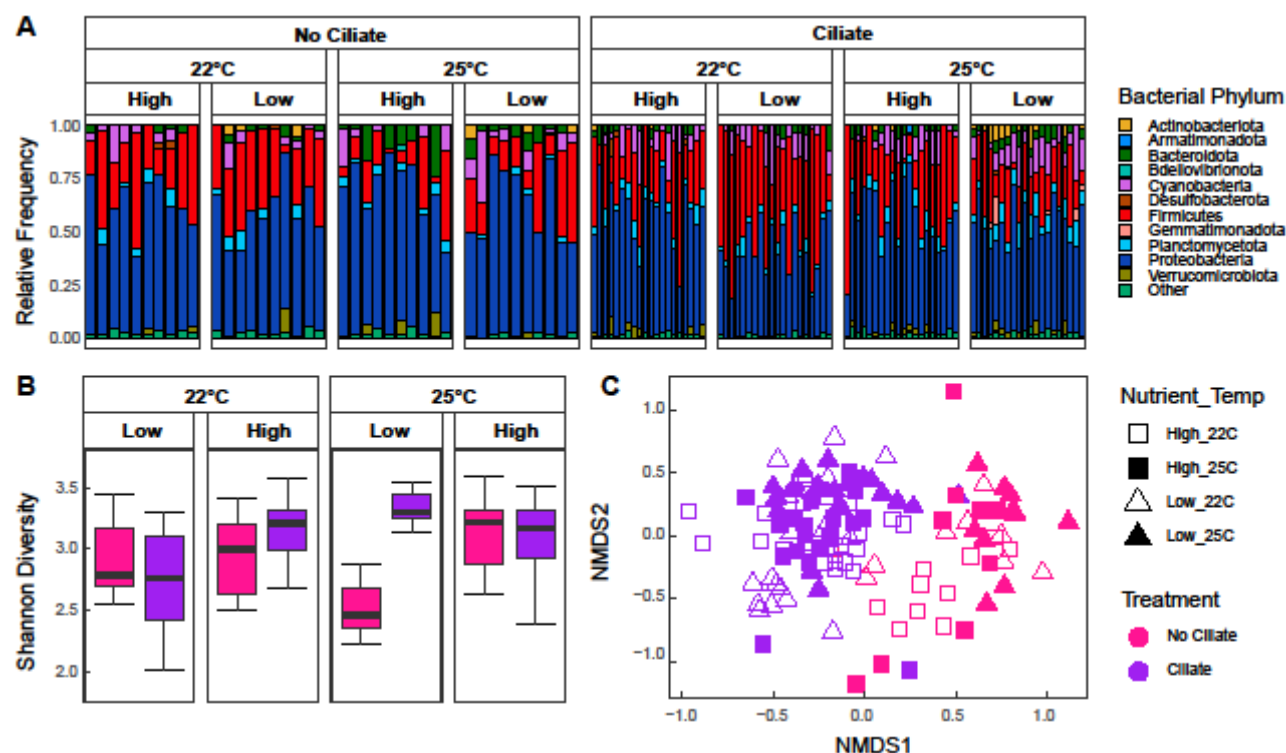 A
No Ciliate
Ciliate
22°C
25°C
22°C
25°C
High
Low
High
Low
High
Low
High
Low
Relative Frequency
1.00
0.75
0.50
0.25
0.00
Bacterial Phylum
Actinobacteriota
Armatimonadota
Bacteroidota
Bdellovibrionota
Cyanobacteria
Desulfobacterota
Firmicutes
Gemmatimonadota
Planctomycetota
Proteobacteria
Verrucomicrobiota
Other
B
22°C
25°C
Low
High
Low
High
Shannon Diversity
3.5
3.0
2.5
2.0
C
NMDS2
1.0
0.5
0.0
−0.5
−1.0
−1.0
−0.5
0.0
0.5
1.0
NMDS1
Nutrient_Temp
High_22C
High_25C
Low_22C
Low_25C
Treatment
No Ciliate
Ciliate